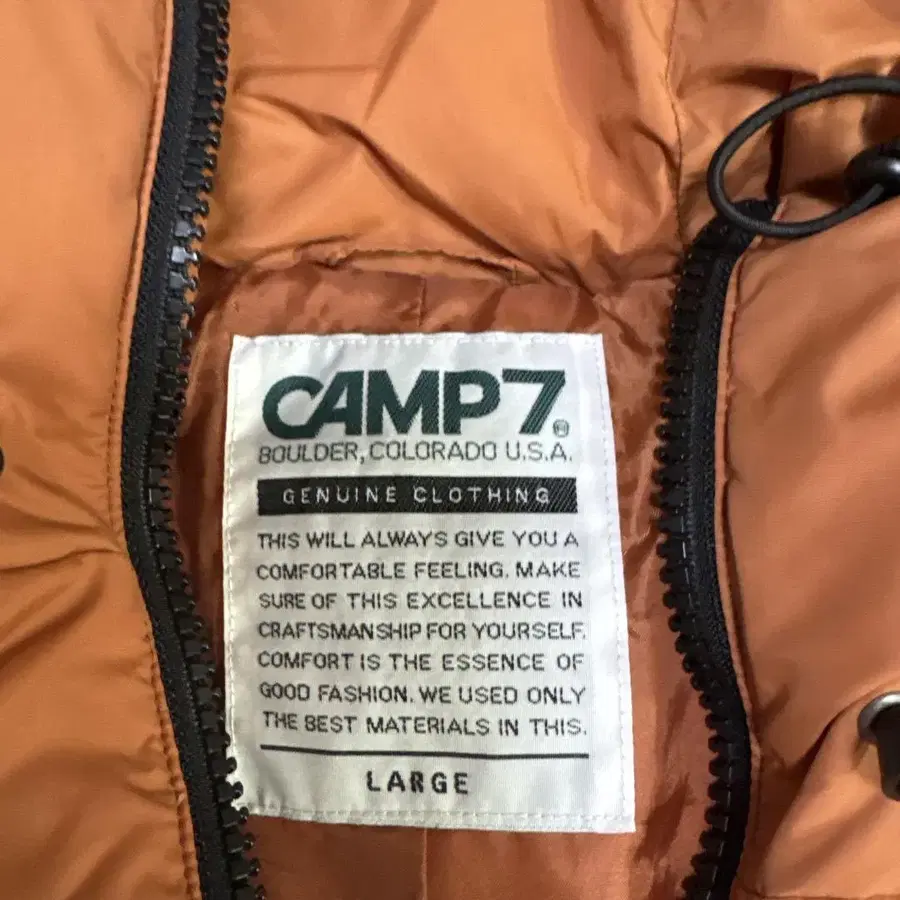 CAMP7®
BOULDER, COLORADO U.S.A.
GENUINE CLOTHING
THIS WILL ALWAYS GIVE YOU A
COMFORTABLE FEELING. MAKE
SURE OF THIS EXCELLENCE IN
CRAFTSMANSHIP FOR YOURSELF.
COMFORT IS THE ESSENCE OF
GOOD FASHION. WE USED ONLY
THE BEST MATERIALS IN THIS.
LARGE